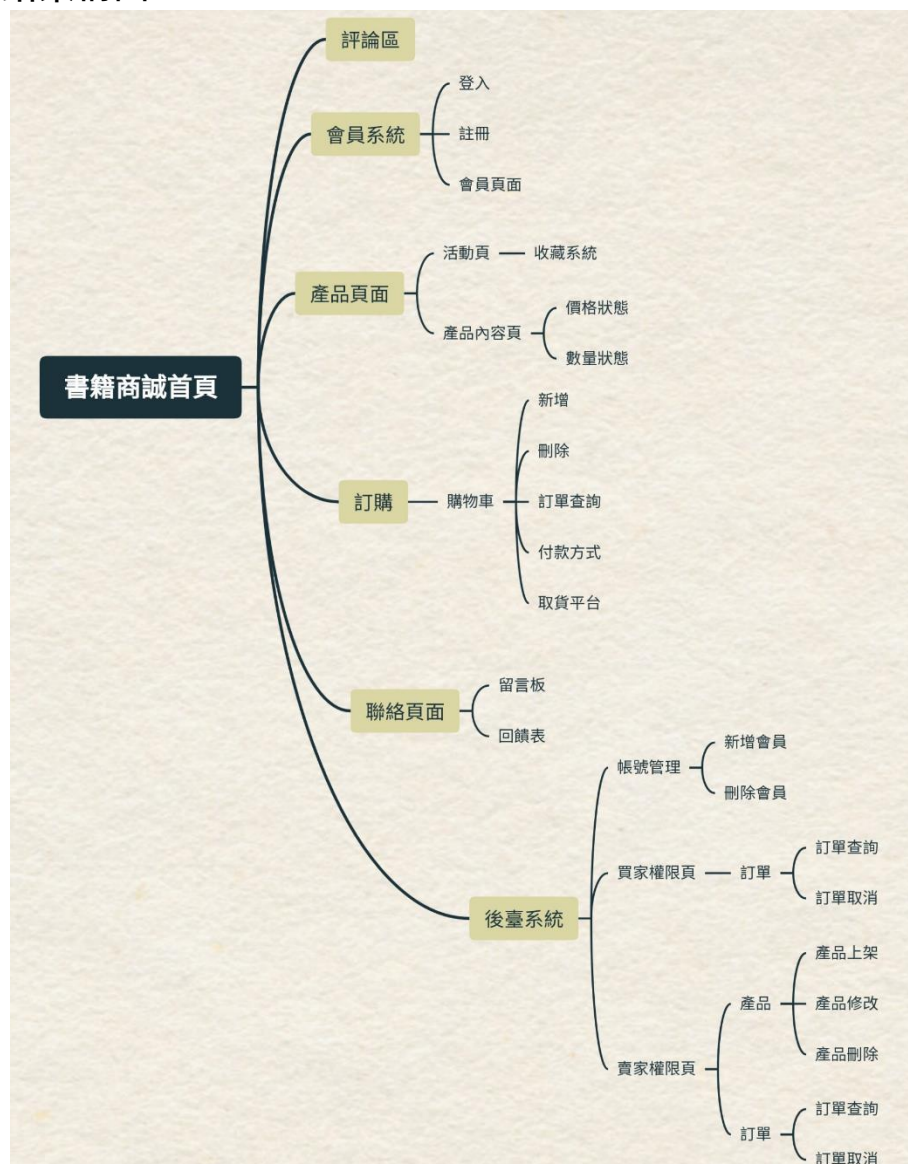 評論區
會員系統
登入
註冊
會員頁面
產品頁面
活動頁
收藏系統
產品內容頁
價格狀態
數量狀態
書籍商誠首頁
訂購
購物車
新增
刪除
訂單查詢
付款方式
取貨平台
聯絡頁面
留言板
回饋表
後臺系統
帳號管理
新增會員
刪除會員
買家權限頁
訂單
訂單查詢
訂單取消
賣家權限頁
產品
產品上架
產品修改
產品刪除
訂單
訂單查詢
訂單取消